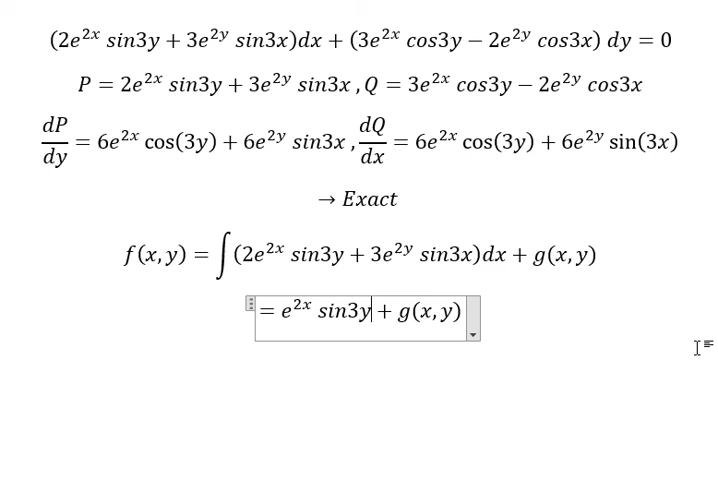 (2e^{2x} sin3y + 3e^{2y} sin3x)dx + (3e^{2x} cos3y − 2e^{2y} cos3x) dy = 0
P = 2e^{2x} sin3y + 3e^{2y} sin3x , Q = 3e^{2x} cos3y − 2e^{2y} cos3x
dP/dy = 6e^{2x} cos(3y) + 6e^{2y} sin3x , dQ/dx = 6e^{2x} cos(3y) + 6e^{2y} sin(3x)
→ Exact
f(x, y) = ∫(2e^{2x} sin3y + 3e^{2y} sin3x)dx + g(x, y)
= e^{2x} sin3y + g(x, y)